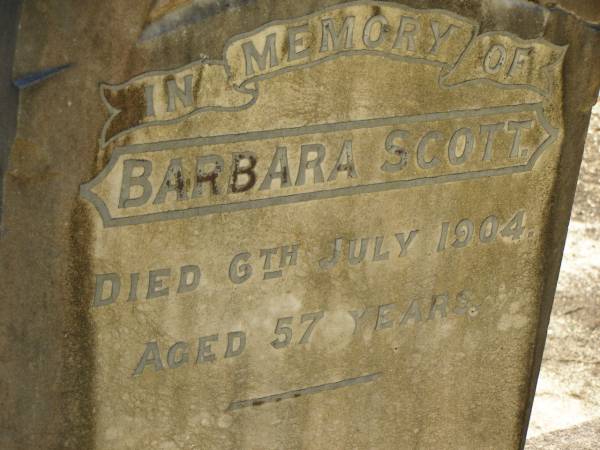 IN MEMORY OF
BARBARA SCOTT.
DIED 6TH JULY 1904.
AGED 57 YEARS.